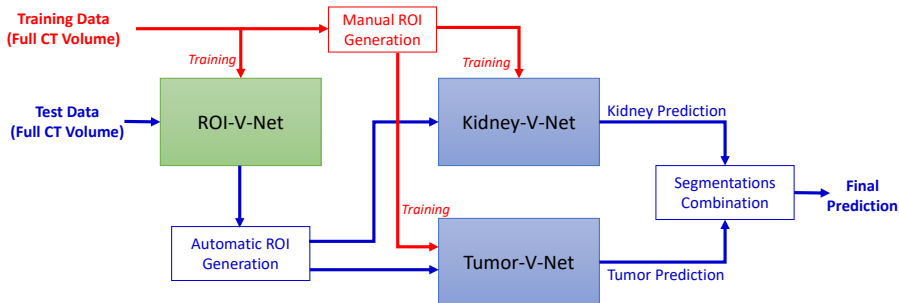 Training Data
(Full CT Volume)
Manual ROI
Generation
Training
Training
Test Data
(Full CT Volume)
ROI-V-Net
Kidney-V-Net
Kidney Prediction
Segmentations
Combination
Final
Prediction
Training
Automatic ROI
Generation
Tumor-V-Net
Tumor Prediction